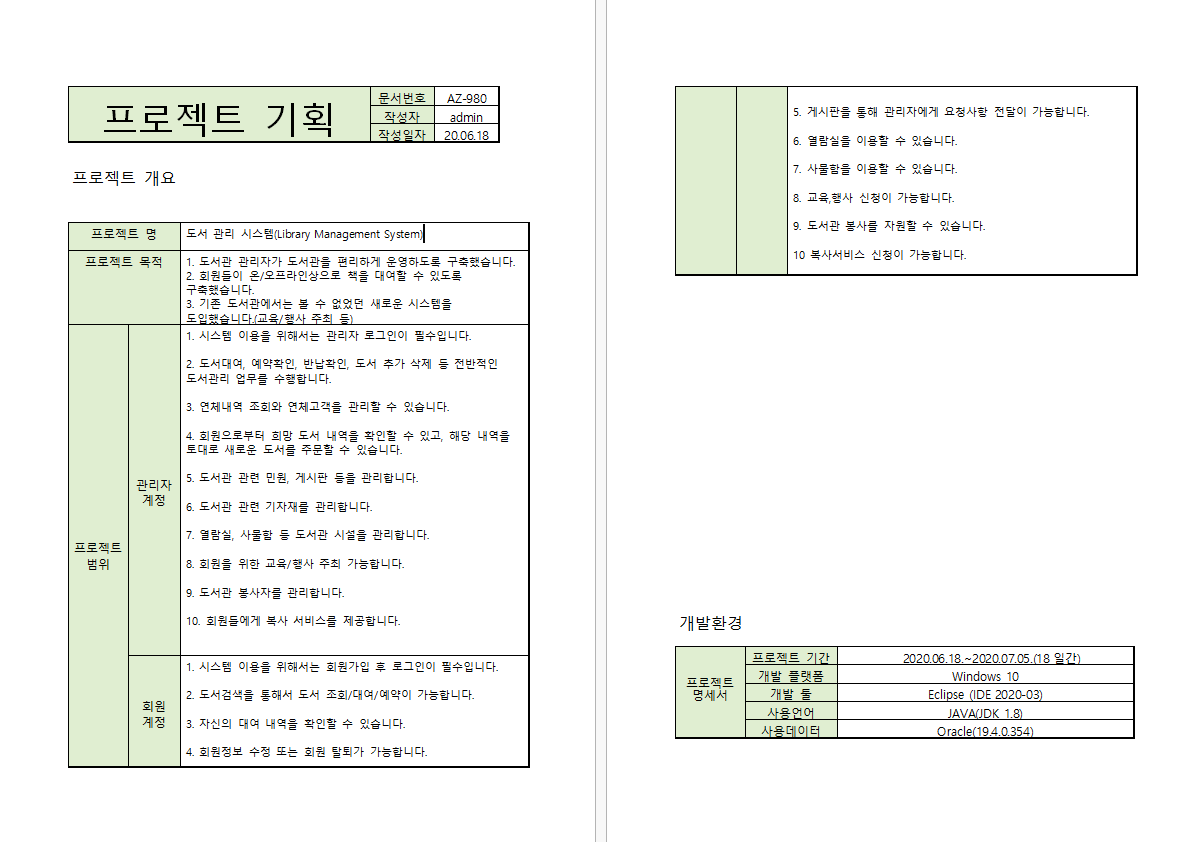 프로젝트 기획
문서번호 AZ-980
작성자 admin
작성일자 20.06.18
프로젝트 개요
프로젝트 명 도서 관리 시스템(Library Management System)
프로젝트 목적
1. 도서관 관리자가 도서관을 편리하게 운영하도록 구축했습니다.
2. 회원들이 온/오프라인상으로 책을 대여할 수 있도록
구축했습니다.
3. 기존 도서관에서는 볼 수 없었던 새로운 시스템을
도입했습니다.(교육/행사 주최 등)
프로젝트
범위
관리자
계정
1. 시스템 이용을 위해서는 관리자 로그인이 필수입니다.
2. 도서대여, 예약확인, 반납확인, 도서 추가 삭제 등 전반적인
도서관리 업무를 수행합니다.
3. 연체내역 조회와 연체고객을 관리할 수 있습니다.
4. 회원으로부터 희망 도서 내역을 확인할 수 있고, 해당 내역을
토대로 새로운 도서를 주문할 수 있습니다.
5. 도서관 관련 민원, 게시판 등을 관리합니다.
6. 도서관 관련 기자재를 관리합니다.
7. 열람실, 사물함 등 도서관 시설을 관리합니다.
8. 회원을 위한 교육/행사 주최 가능합니다.
9. 도서관 봉사자를 관리합니다.
10. 회원들에게 복사 서비스를 제공합니다.
회원
계정
1. 시스템 이용을 위해서는 회원가입 후 로그인이 필수입니다.
2. 도서검색을 통해서 도서 조회/대여/예약이 가능합니다.
3. 자신의 대여 내역을 확인할 수 있습니다.
4. 회원정보 수정 또는 회원 탈퇴가 가능합니다.
5. 게시판을 통해 관리자에게 요청사항 전달이 가능합니다.
6. 열람실을 이용할 수 있습니다.
7. 사물함을 이용할 수 있습니다.
8. 교육,행사 신청이 가능합니다.
9. 도서관 봉사를 자원할 수 있습니다.
10 복사서비스 신청이 가능합니다.
개발환경
프로젝트
명세서
프로젝트 기간 2020.06.18.~2020.07.05.(18 일간)
개발 플랫폼 Windows 10
개발 툴 Eclipse (IDE 2020-03)
사용언어 JAVA(JDK 1.8)
사용데이터 Oracle(19.4.0.354)